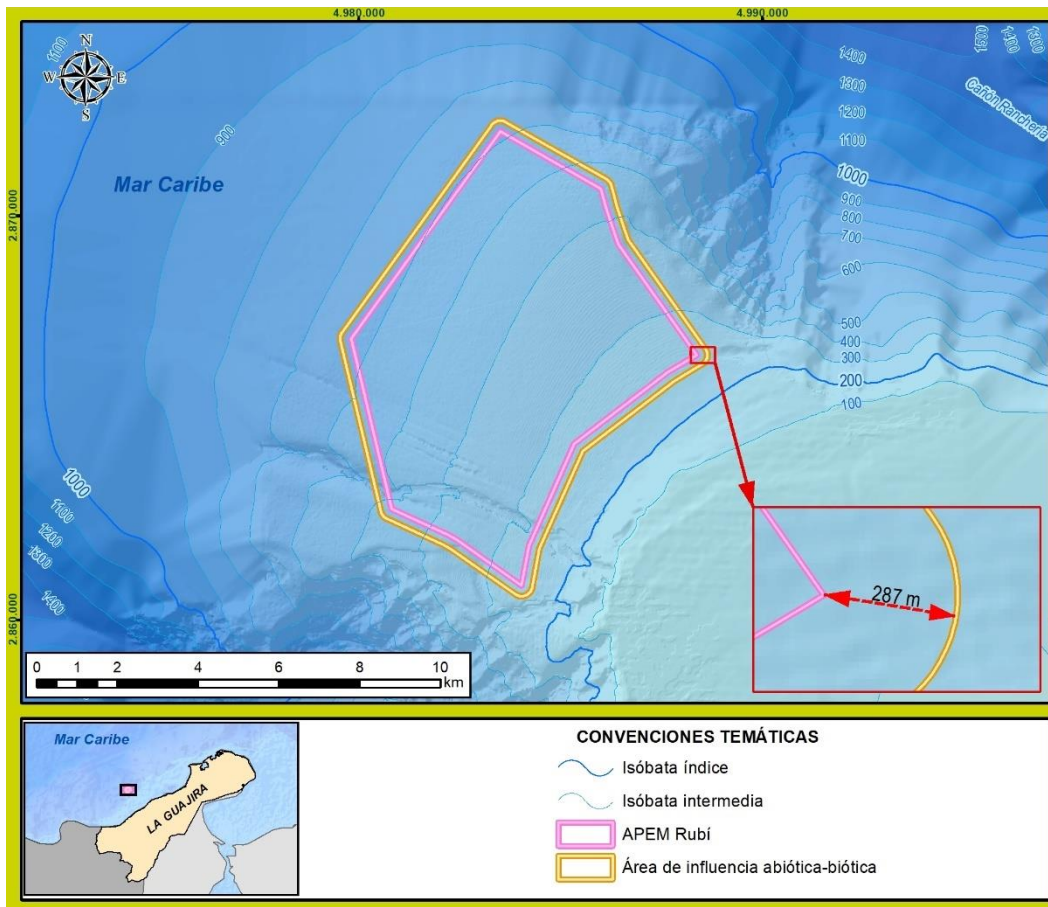 4.980.000
4.990.000
2.870.000
2.860.000
N
W
E
S
Mar Caribe
Cañón Ranchería
1100
900
1400
1300
1200
1100
1000
900
800
700
600
500
400
300
200
100
1500
1400
1300
1000
1100
1200
1300
1400
287 m
0 1 2 4 6 8 10
km
Mar Caribe
LA GUAJIRA
CONVENCIONES TEMÁTICAS
Isóbata índice
Isóbata intermedia
APEM Rubí
Área de influencia abiótica-biótica